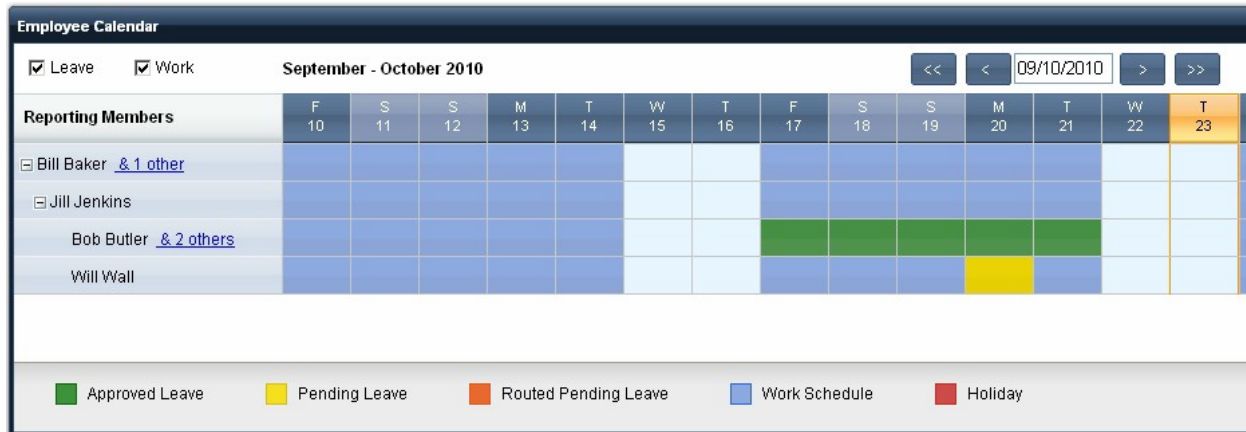 Employee Calendar
Leave Work September - October 2010 << < 09/10/2010 > >>
Reporting Members F 10 S 11 S 12 M 13 T 14 W 15 T 16 F 17 S 18 S 19 M 20 T 21 W 22 T 23
Bill Baker & 1 other
Jill Jenkins
Bob Butler & 2 others
Will Wall
Approved Leave Pending Leave Routed Pending Leave Work Schedule Holiday